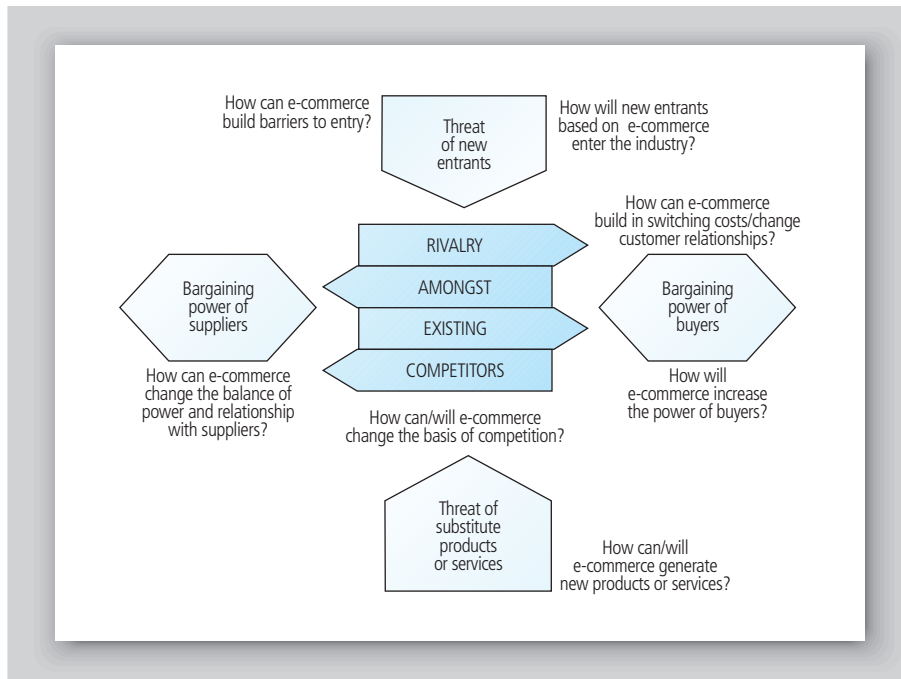 How can e-commerce
build barriers to entry?
Threat
of new
entrants
How will new entrants
based on e-commerce
enter the industry?
How can e-commerce
build in switching costs/change
customer relationships?
RIVALRY
AMONGST
EXISTING
COMPETITORS
Bargaining
power of
suppliers
Bargaining
power of
buyers
How can e-commerce
change the balance of
power and relationship
with suppliers?
How will
e-commerce increase
the power of buyers?
How can/will e-commerce
change the basis of competition?
Threat of
substitute
products
or services
How can/will
e-commerce generate
new products or services?